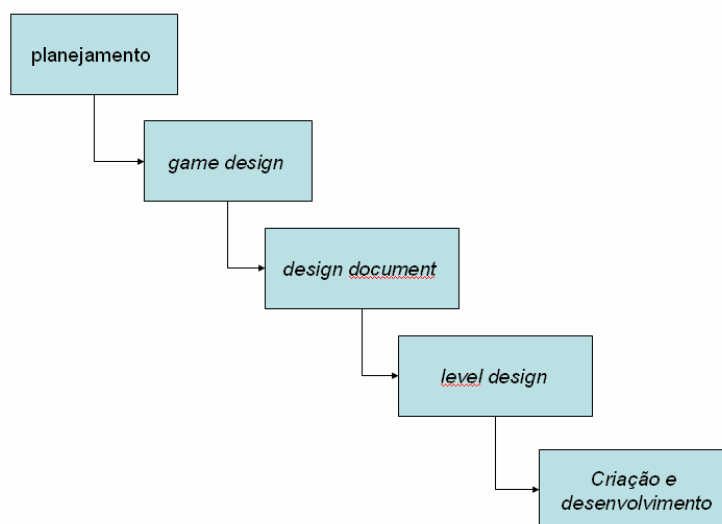 planejamento
game design
design document
level design
Criação e
desenvolvimento